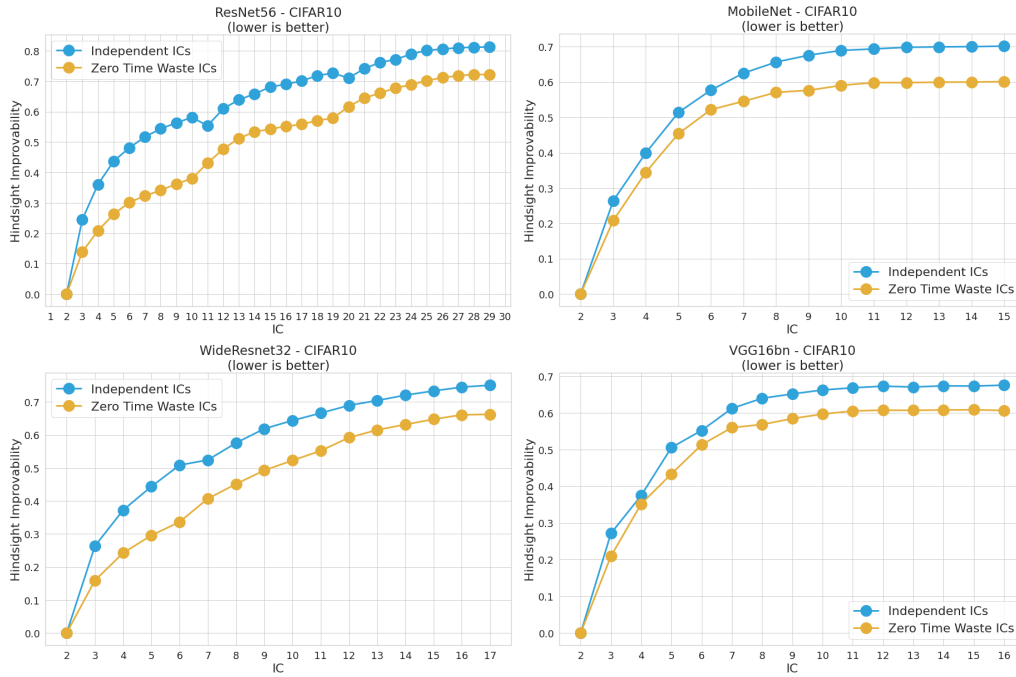 ResNet56 - CIFAR10
(lower is better)
Hindsight Improvability
0.8
0.7
0.6
0.5
0.4
0.3
0.2
0.1
0.0
Independent ICs
Zero Time Waste ICs
1 2 3 4 5 6 7 8 9 10 11 12 13 14 15 16 17 18 19 20 21 22 23 24 25 26 27 28 29 30
IC
MobileNet - CIFAR10
(lower is better)
Hindsight Improvability
0.7
0.6
0.5
0.4
0.3
0.2
0.1
0.0
Independent ICs
Zero Time Waste ICs
2 3 4 5 6 7 8 9 10 11 12 13 14 15
IC
WideResnet32 - CIFAR10
(lower is better)
Hindsight Improvability
0.7
0.6
0.5
0.4
0.3
0.2
0.1
0.0
Independent ICs
Zero Time Waste ICs
2 3 4 5 6 7 8 9 10 11 12 13 14 15 16 17
IC
VGG16bn - CIFAR10
(lower is better)
Hindsight Improvability
0.7
0.6
0.5
0.4
0.3
0.2
0.1
0.0
Independent ICs
Zero Time Waste ICs
2 3 4 5 6 7 8 9 10 11 12 13 14 15 16
IC